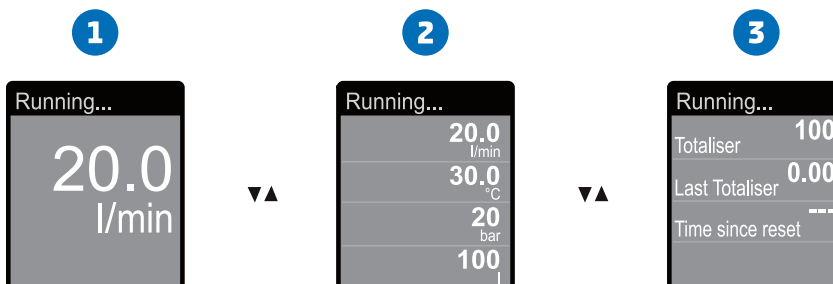 1
2
3
Running...
20.0
l/min
Running...
20.0
l/min
30.0
°C
20
bar
100
l
Running...
100
Totaliser
0.00
Last Totaliser
---
Time since reset